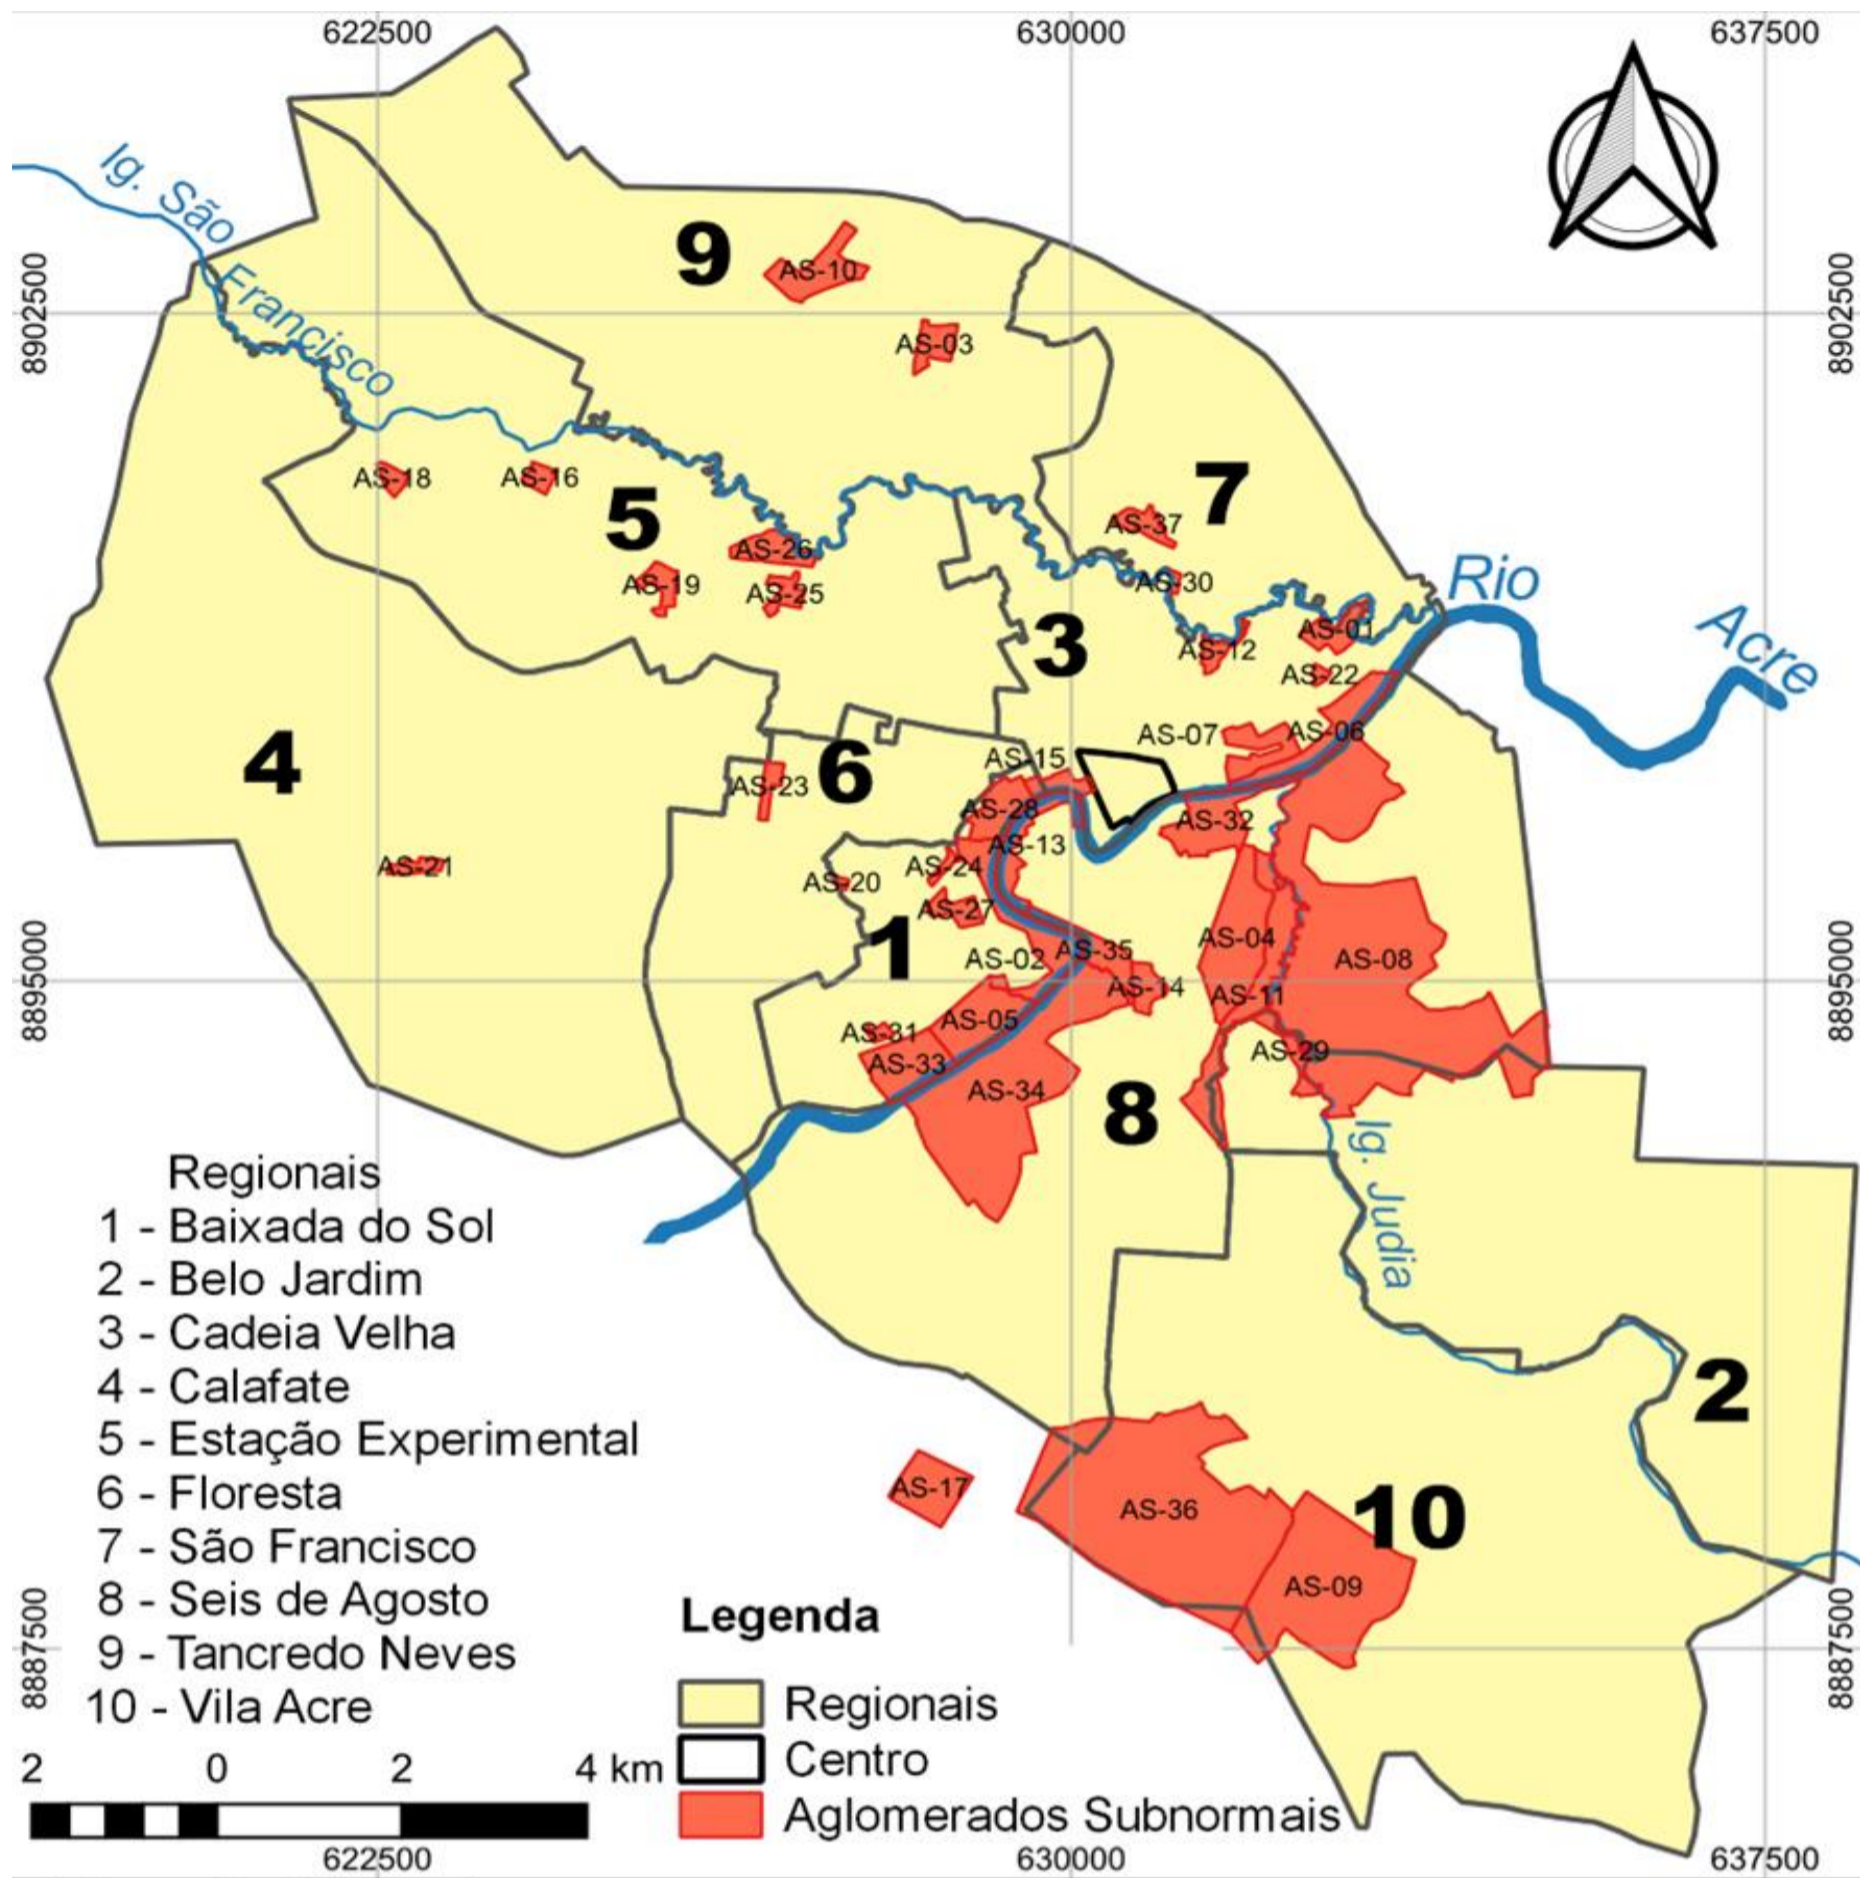 622500 630000 637500
Ig. São
Francisco
8902500
8902500
9
AS-10
AS-03
7
AS-18
AS-16
5
AS-37
AS-26
AS-19
AS-25
AS-30
Rio
Acre
3
AS-01
AS-12
AS-22
4
AS-07
AS-06
6
AS-15
AS-23
AS-28
AS-32
AS-13
AS-21
AS-24
AS-20
AS-27
1
AS-04
AS-35
AS-02
AS-08
8895000
8895000
AS-14
AS-11
AS-05
AS-31
AS-29
AS-33
AS-34
8
Ig. Judia
2
AS-17
AS-36
10
AS-09
8887500
8887500
Regionais
1 - Baixada do Sol
2 - Belo Jardim
3 - Cadeia Velha
4 - Calafate
5 - Estação Experimental
6 - Floresta
7 - São Francisco
8 - Seis de Agosto
9 - Tancredo Neves
10 - Vila Acre
2 0 2 4 km
Legenda
Regionais
Centro
Aglomerados Subnormais
622500 630000 637500